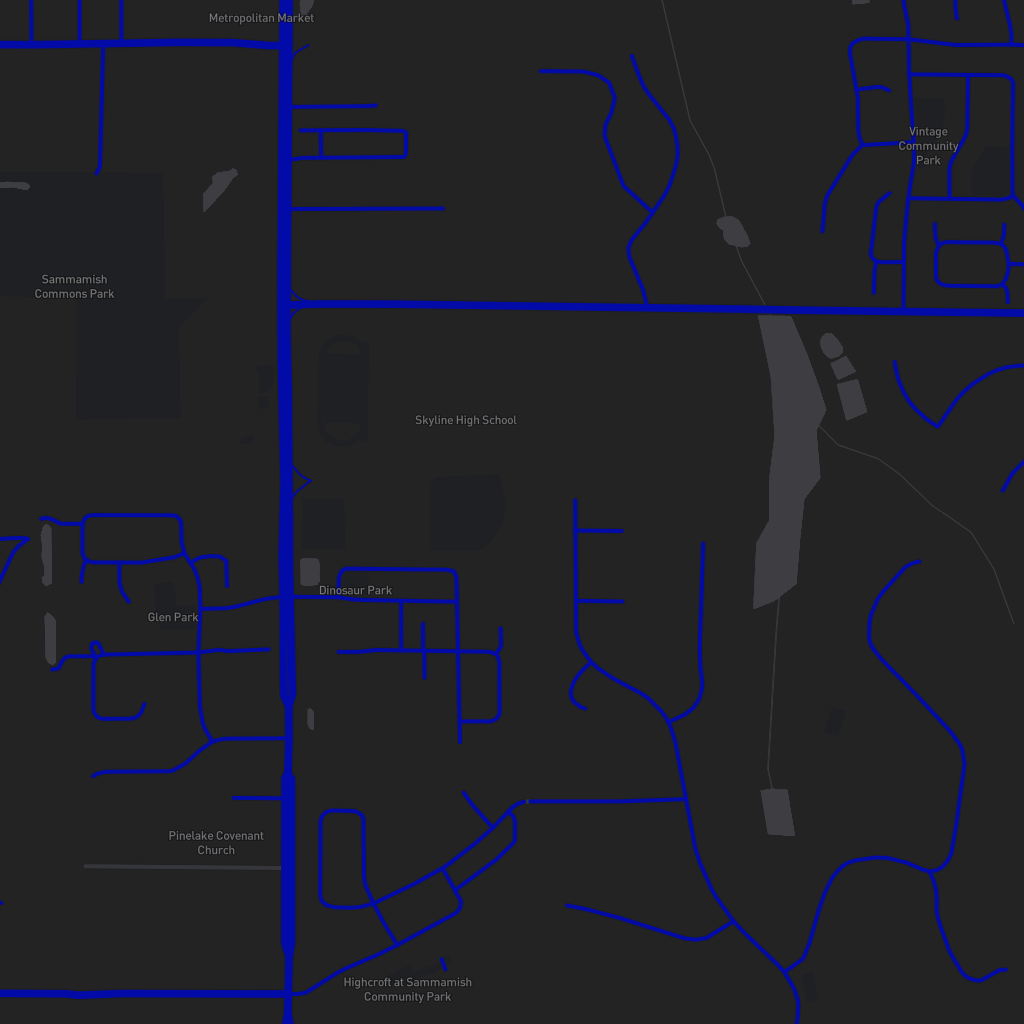 Metropolitan Market
Vintage
Community
Park
Sammamish
Commons Park
Skyline High School
Dinosaur Park
Glen Park
Pinelake Covenant
Church
Highcroft at Sammamish
Community Park